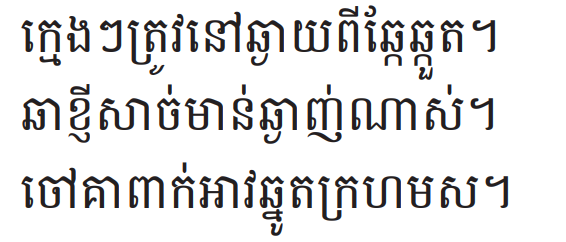 ក្មេងៗត្រូវនៅឆ្ងាយពីឆ្កែឆ្កួត។
ឆាខ្ញីសាច់មាន់ឆ្ងាញ់ណាស់។
ចៅគាពាក់អាវឆ្នូតក្រហមស។